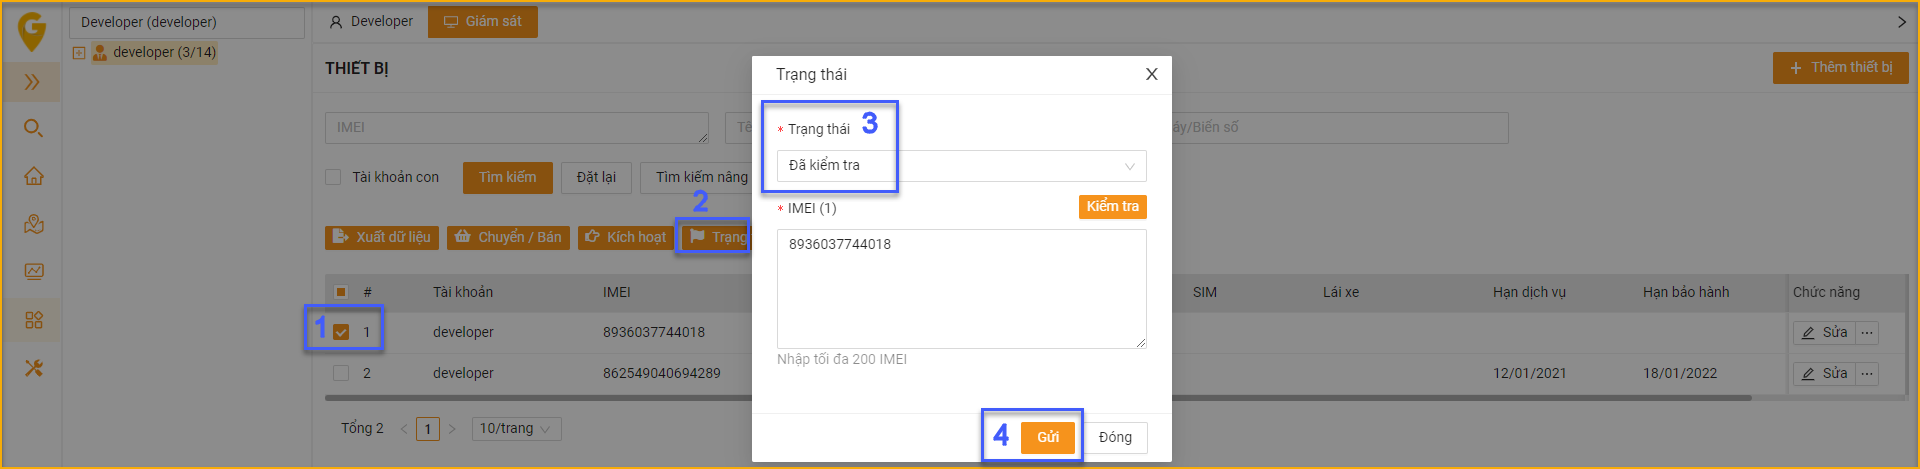 G
Developer (developer)
developer (3/14)
Developer
Giám sát
THIẾT BỊ
Thêm thiết bị
IMEI
Tê
áy/Biển số
Tài khoản con
Tìm kiếm
Đặt lại
Tìm kiếm nâng
2
Xuất dữ liệu
Chuyển / Bán
Kích hoạt
Trạng
# Tài khoản IMEI SIM Lái xe Hạn dịch vụ Hạn bảo hành Chức năng
1 1 developer 8936037744018 Sửa ...
2 developer 862549040694289 12/01/2021 18/01/2022 Sửa ...
Tổng 2 < 1 > 10/trang
Trạng thái X
* Trạng thái 3
Đã kiểm tra
* IMEI (1) Kiểm tra
8936037744018
Nhập tối đa 200 IMEI
4 Gửi Đóng